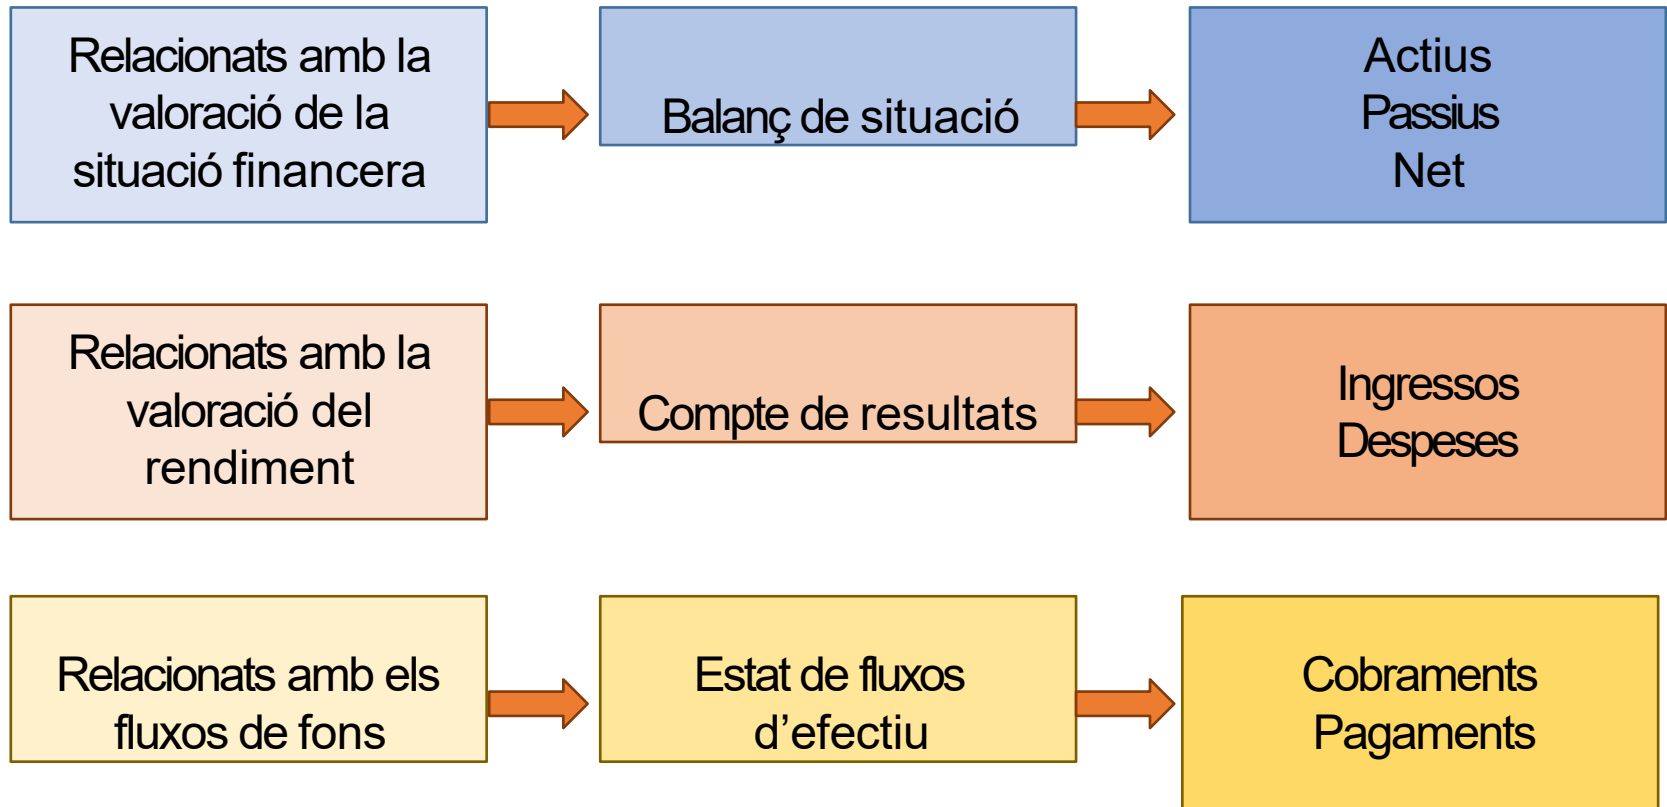 Relacionats amb la
valoració de la
situació financera
Balanç de situació
Actius
Passius
Net
Relacionats amb la
valoració del
rendiment
Compte de resultats
Ingressos
Despeses
Relacionats amb els
fluxos de fons
Estat de fluxos
d’efectiu
Cobraments
Pagaments